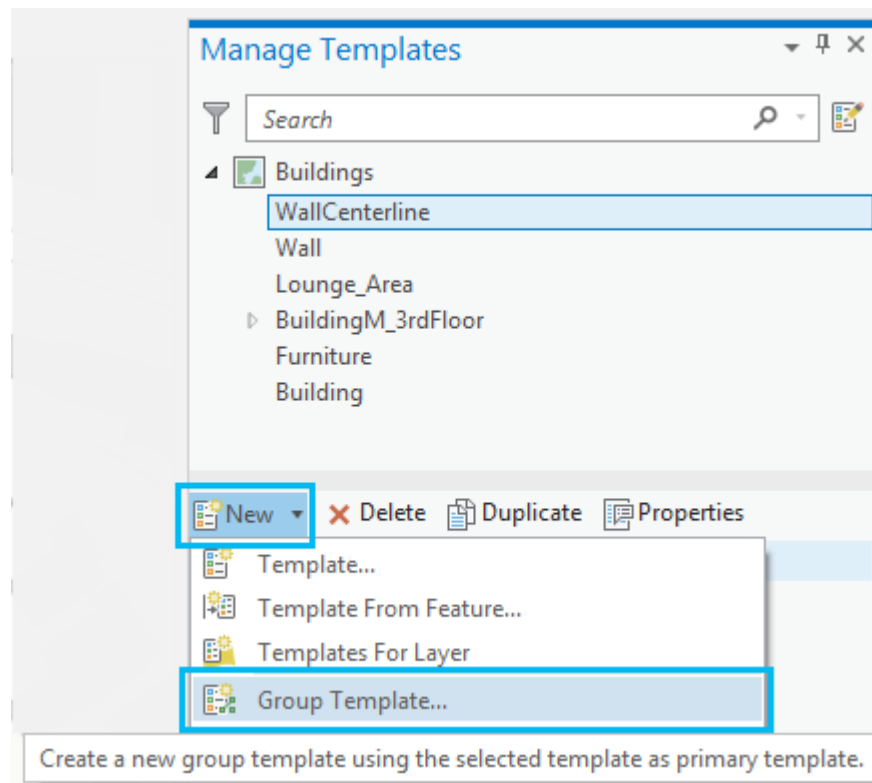 Manage Templates
Search
Buildings
WallCenterline
Wall
Lounge_Area
BuildingM_3rdFloor
Furniture
Building
New Delete Duplicate Properties
Template...
Template From Feature...
Templates For Layer
Group Template...
Create a new group template using the selected template as primary template.